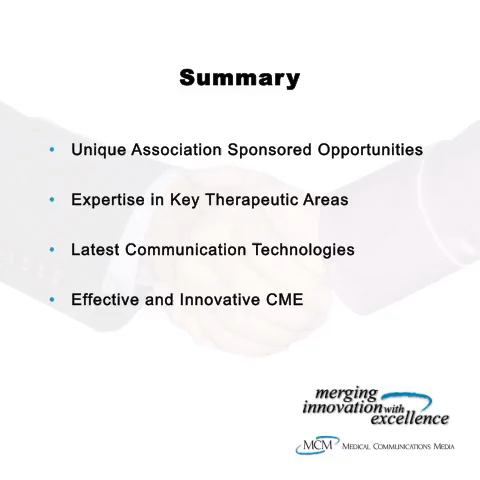 Summary
• Unique Association Sponsored Opportunities
• Expertise in Key Therapeutic Areas
• Latest Communication Technologies
• Effective and Innovative CME
merging
innovation with
excellence
MCM Medical Communications Media